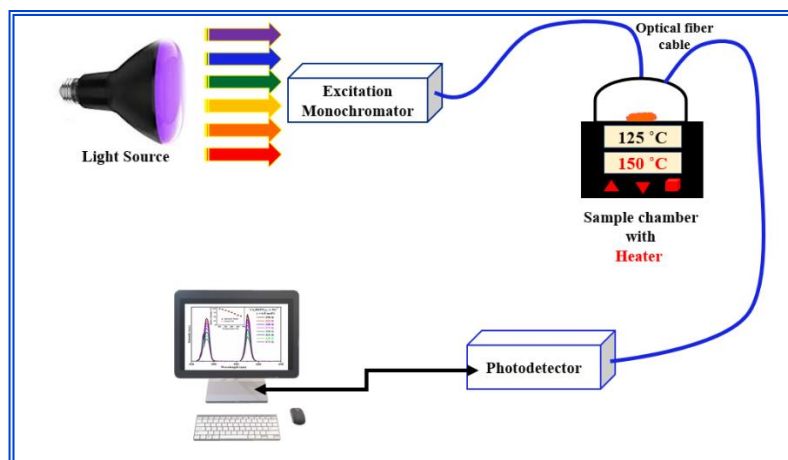 Optical fiber
cable
Excitation
Monochromator
Light Source
125 °C
150 °C
Sample chamber
with
Heater
Photodetector